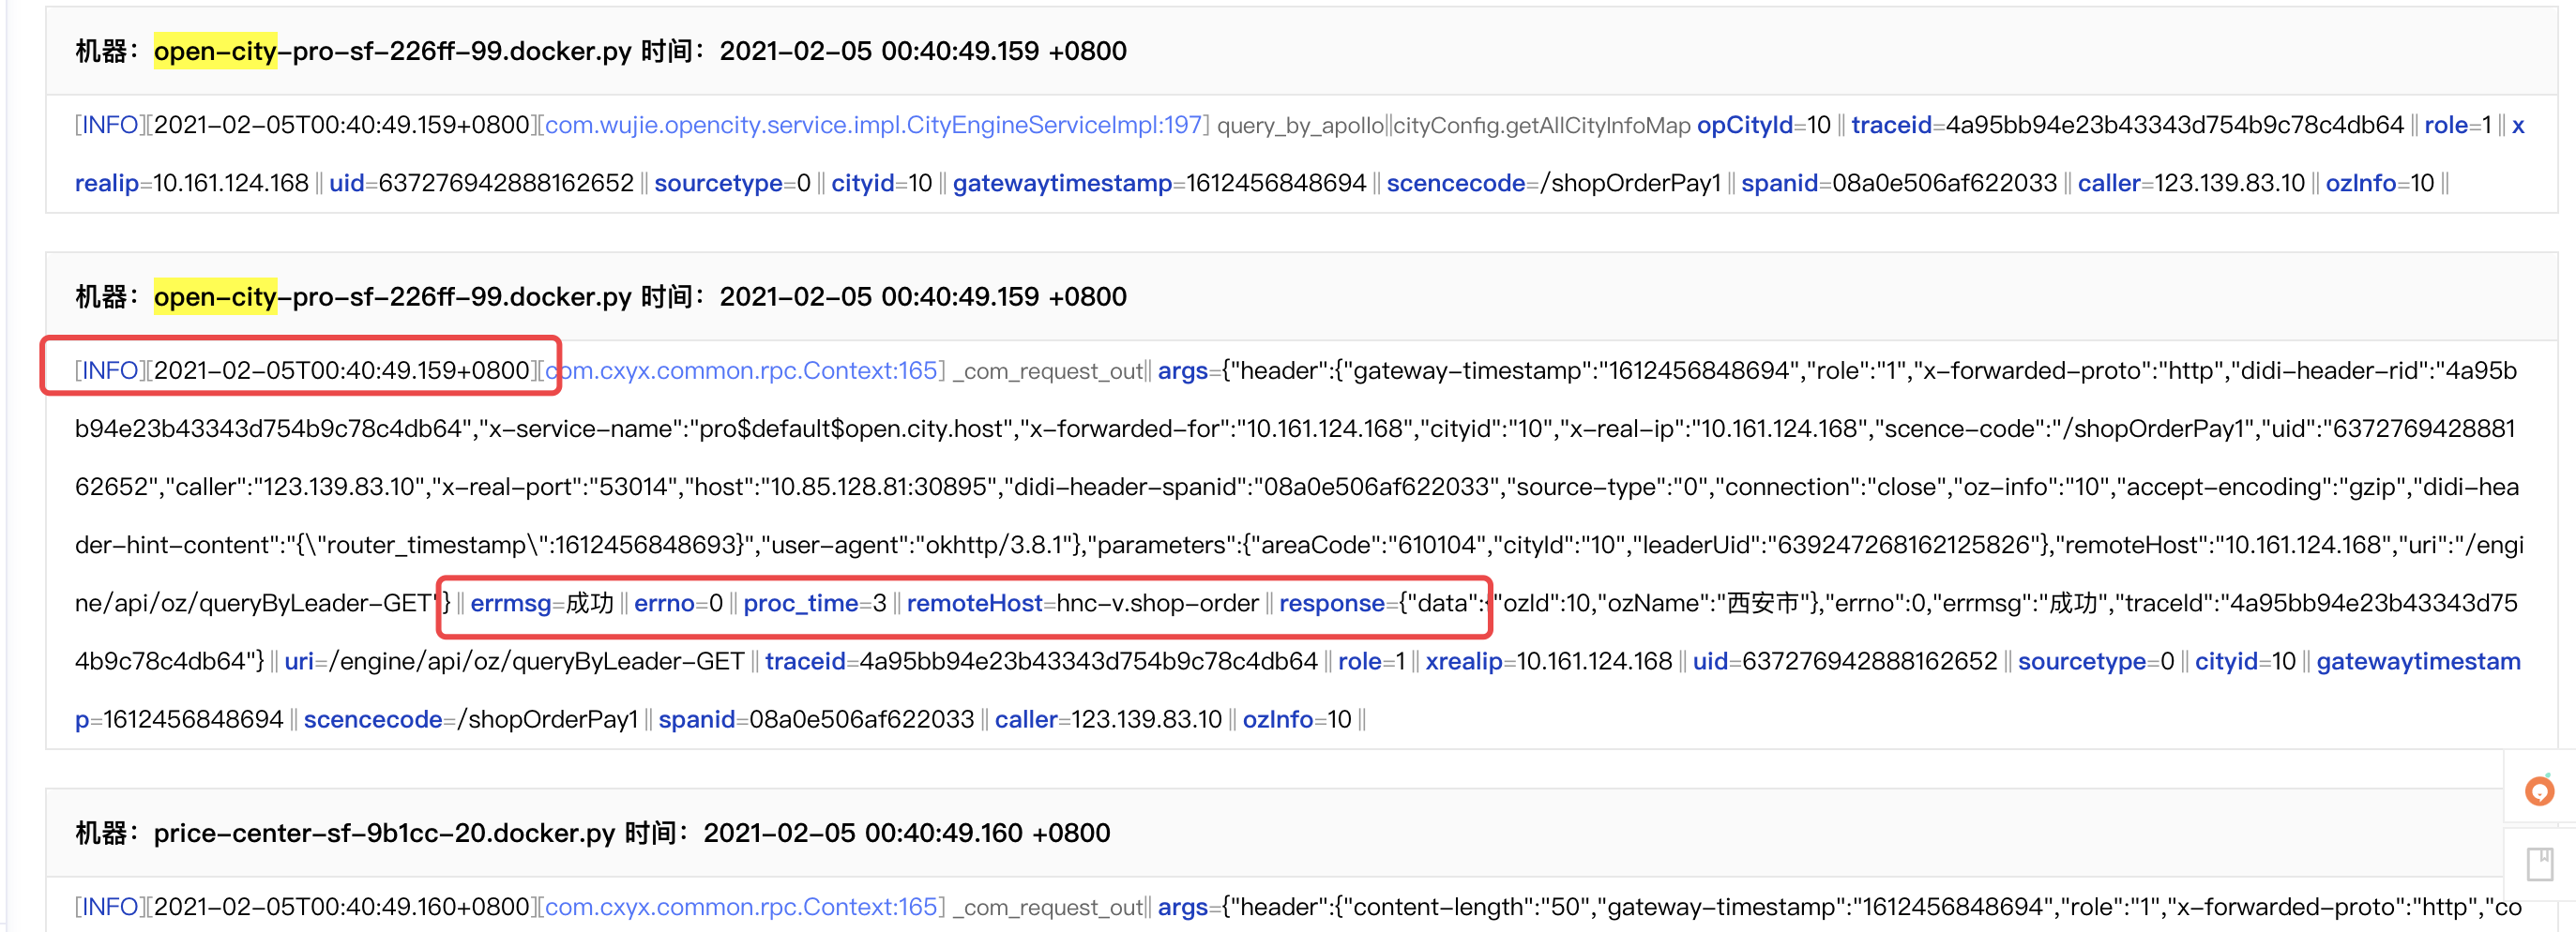 机器：open-city-pro-sf-226ff-99.docker.py 时间：2021-02-05 00:40:49.159 +0800
[INFO][2021-02-05T00:40:49.159+0800][com.wujie.opencity.service.impl.CityEngineServiceImpl:197] query_by_apollo||cityConfig.getAllCityInfoMap opCityId=10 || traceid=4a95bb94e23b43343d754b9c78c4db64 || role=1 || x
realip=10.161.124.168 || uid=637276942888162652 || sourcetype=0 || cityid=10 || gatewaytimestamp=1612456848694 || scencecode=/shopOrderPay1 || spanid=08a0e506af622033 || caller=123.139.83.10 || ozInfo=10 ||
机器：open-city-pro-sf-226ff-99.docker.py 时间：2021-02-05 00:40:49.159 +0800
[INFO][2021-02-05T00:40:49.159+0800][com.cxyx.common.rpc.Context:165] _com_request_out|| args={"header":{"gateway-timestamp":"1612456848694","role":"1","x-forwarded-proto":"http","didi-header-rid":"4a95b
b94e23b43343d754b9c78c4db64","x-service-name":"pro$default$open.city.host","x-forwarded-for":"10.161.124.168","cityid":"10","x-real-ip":"10.161.124.168","scence-code":"/shopOrderPay1","uid":"6372769428881
62652","caller":"123.139.83.10","x-real-port":"53014","host":"10.85.128.81:30895","didi-header-spanid":"08a0e506af622033","source-type":"0","connection":"close","oz-info":"10","accept-encoding":"gzip","didi-hea
der-hint-content":"{\"router_timestamp\":1612456848693}","user-agent":"okhttp/3.8.1"},"parameters":{"areaCode":"610104","cityId":"10","leaderUid":"639247268162125826"},"remoteHost":"10.161.124.168","uri":"/engi
ne/api/oz/queryByLeader-GET"} || errmsg=成功 || errno=0 || proc_time=3 || remoteHost=hnc-v.shop-order || response={"data":{"ozId":10,"ozName":"西安市"},"errno":0,"errmsg":"成功","traceId":"4a95bb94e23b43343d75
4b9c78c4db64"} || uri=/engine/api/oz/queryByLeader-GET || traceid=4a95bb94e23b43343d754b9c78c4db64 || role=1 || xrealip=10.161.124.168 || uid=637276942888162652 || sourcetype=0 || cityid=10 || gatewaytimestam
p=1612456848694 || scencecode=/shopOrderPay1 || spanid=08a0e506af622033 || caller=123.139.83.10 || ozInfo=10 ||
机器：price-center-sf-9b1cc-20.docker.py 时间：2021-02-05 00:40:49.160 +0800
[INFO][2021-02-05T00:40:49.160+0800][com.cxyx.common.rpc.Context:165] _com_request_out|| args={"header":{"content-length":"50","gateway-timestamp":"1612456848694","role":"1","x-forwarded-proto":"http","co